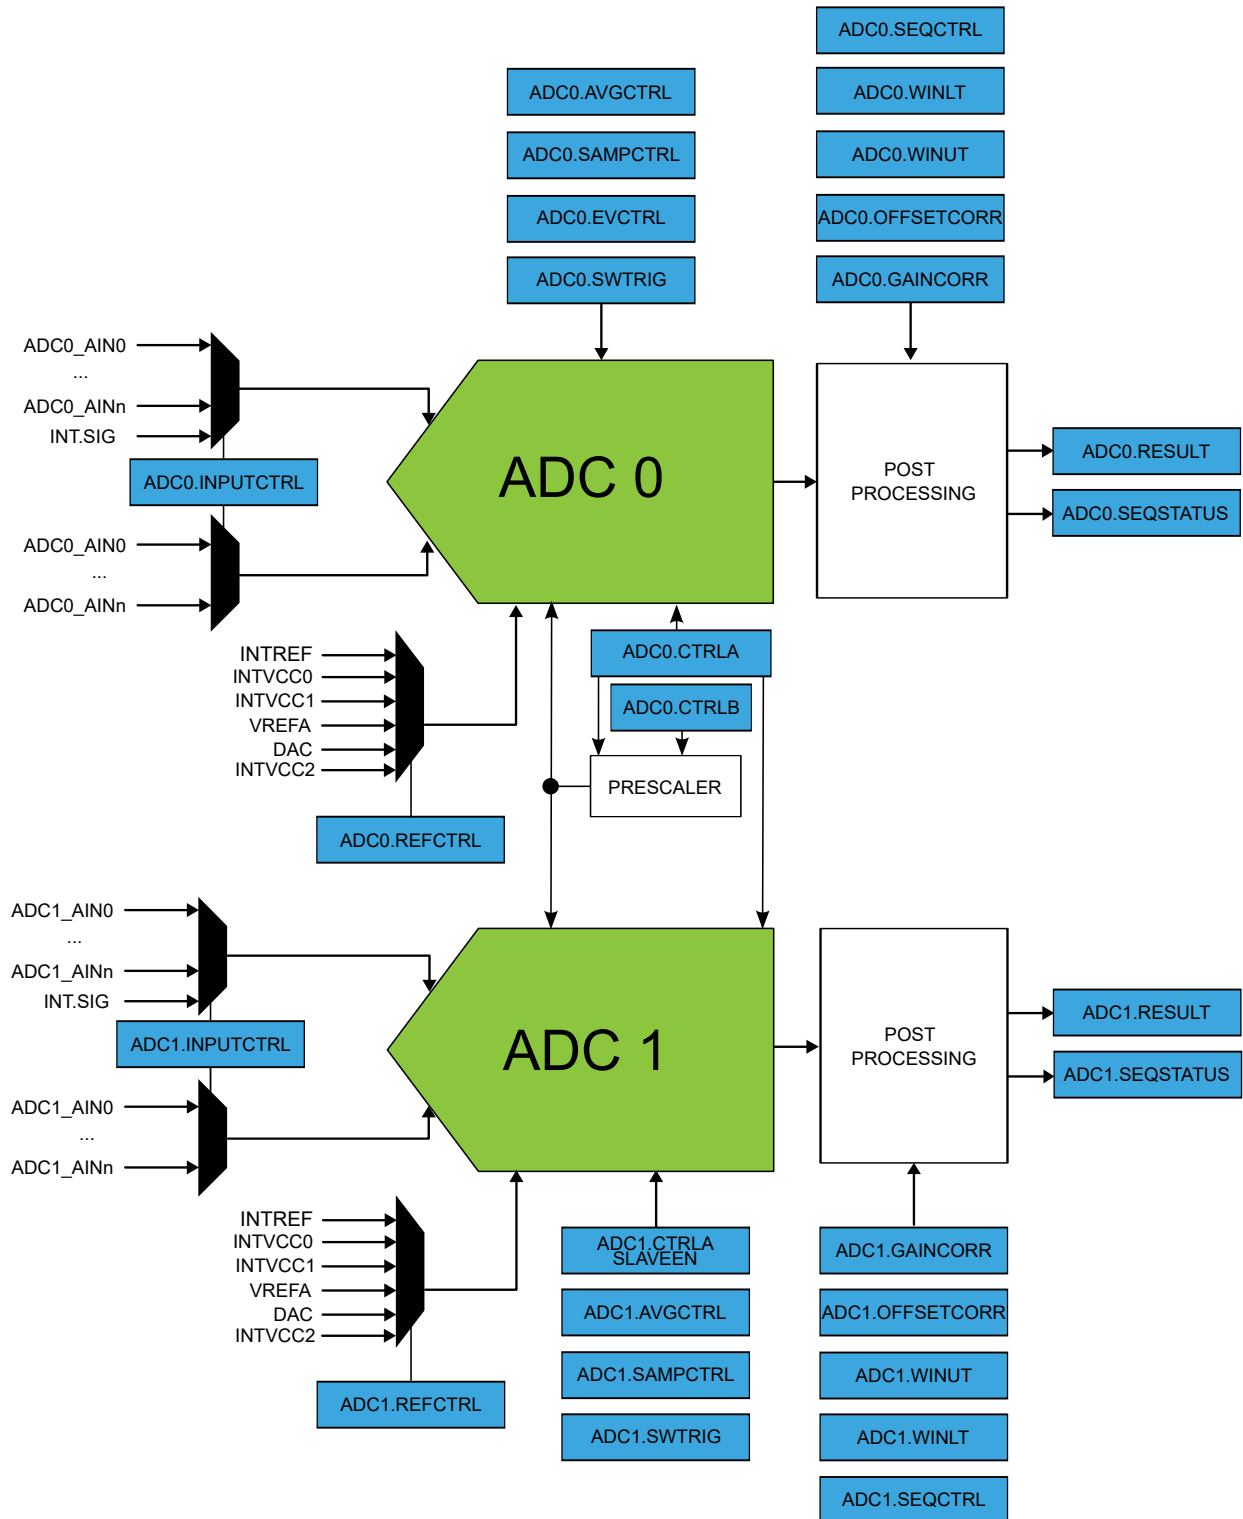 ADC0.SEQCTRL
ADC0.AVGCTRL
ADC0.WINLT
ADC0.SAMPCTRL
ADC0.WINUT
ADC0.EVCTRL
ADC0.OFFSETCORR
ADC0.SWTRIG
ADC0.GAINCORR
ADC0_AIN0
...
ADC0_AINn
INT.SIG
ADC0.INPUTCTRL
ADC0_AIN0
...
ADC0_AINn
ADC 0
POST
PROCESSING
ADC0.RESULT
ADC0.SEQSTATUS
INTREF
INTVCC0
INTVCC1
VREFA
DAC
INTVCC2
ADC0.REFCTRL
ADC0.CTRLA
ADC0.CTRLB
PRESCALER
ADC1_AIN0
...
ADC1_AINn
INT.SIG
ADC1.INPUTCTRL
ADC1_AIN0
...
ADC1_AINn
ADC 1
POST
PROCESSING
ADC1.RESULT
ADC1.SEQSTATUS
INTREF
INTVCC0
INTVCC1
VREFA
DAC
INTVCC2
ADC1.REFCTRL
ADC1.CTRLA
SLAVEEN
ADC1.AVGCTRL
ADC1.SAMPCTRL
ADC1.SWTRIG
ADC1.GAINCORR
ADC1.OFFSETCORR
ADC1.WINUT
ADC1.WINLT
ADC1.SEQCTRL